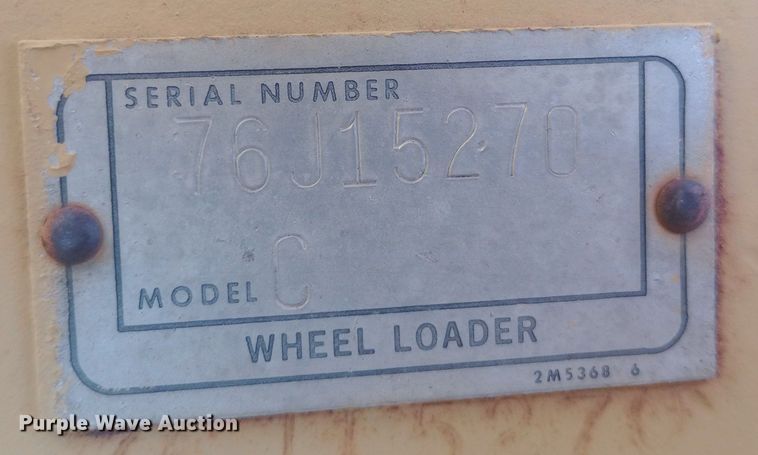 SERIAL NUMBER
76J15270
MODEL C
WHEEL LOADER
2M5368 6
Purple Wave Auction